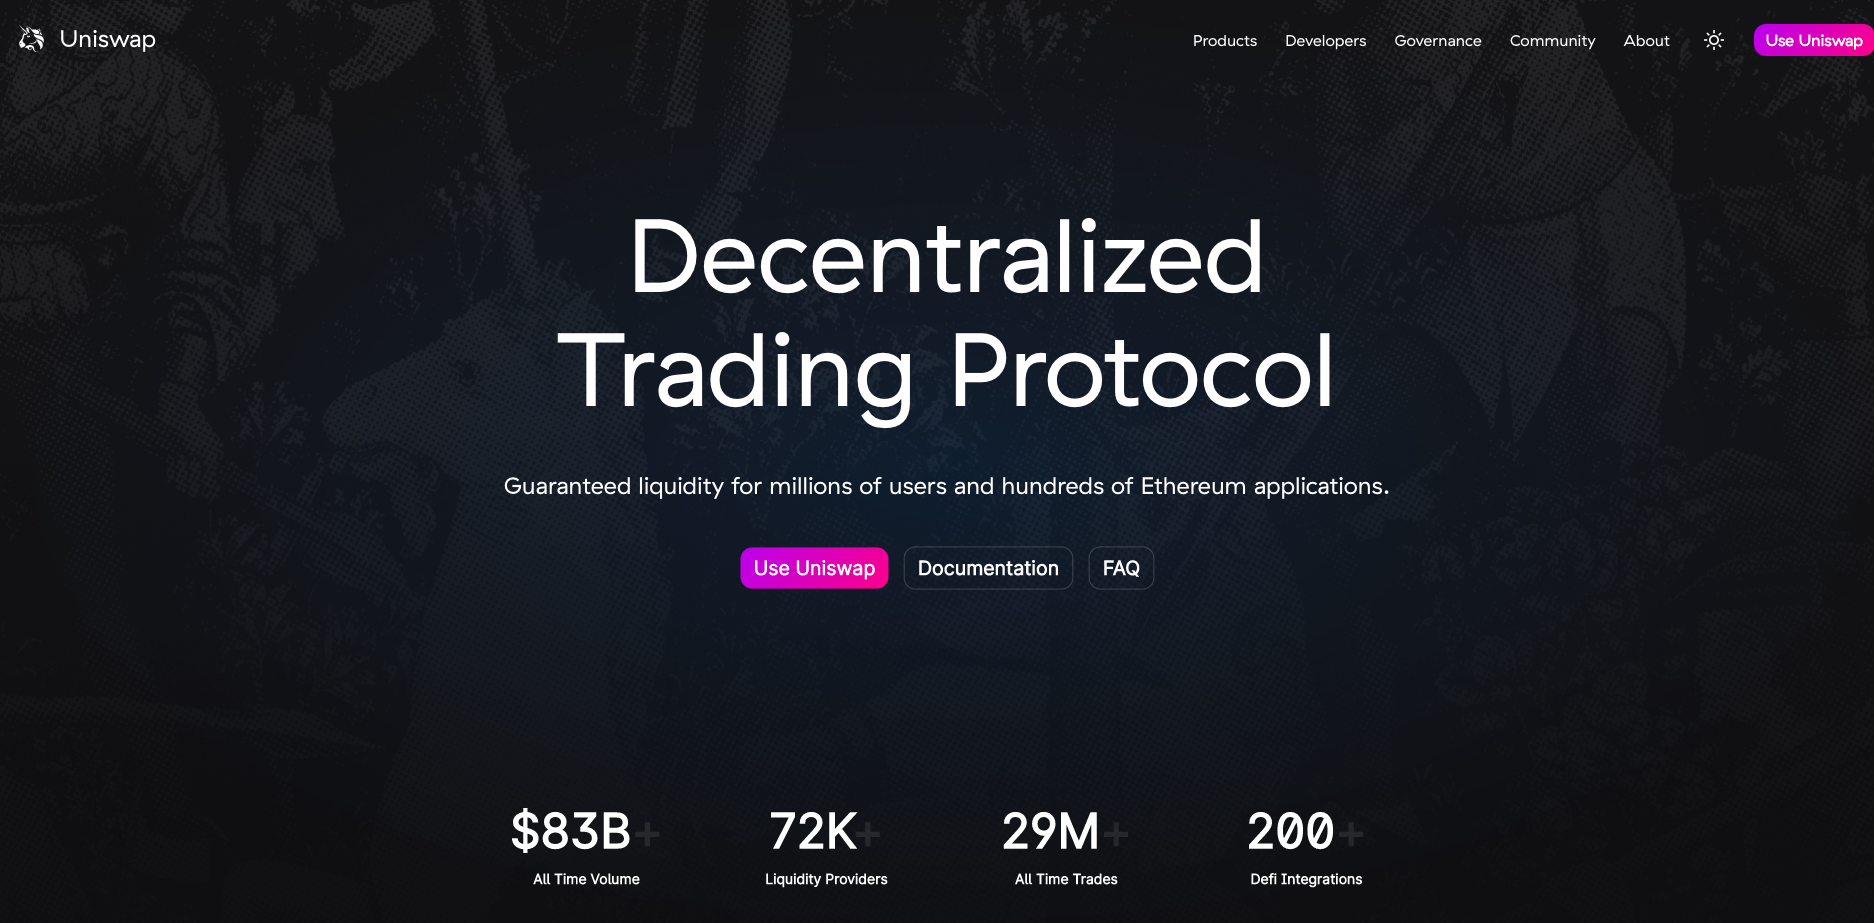 Uniswap
Products Developers Governance Community About Use Uniswap
Decentralized
Trading Protocol
Guaranteed liquidity for millions of users and hundreds of Ethereum applications.
Use Uniswap Documentation FAQ
$83B+ 72K+ 29M+ 200+
All Time Volume Liquidity Providers All Time Trades Defi Integrations